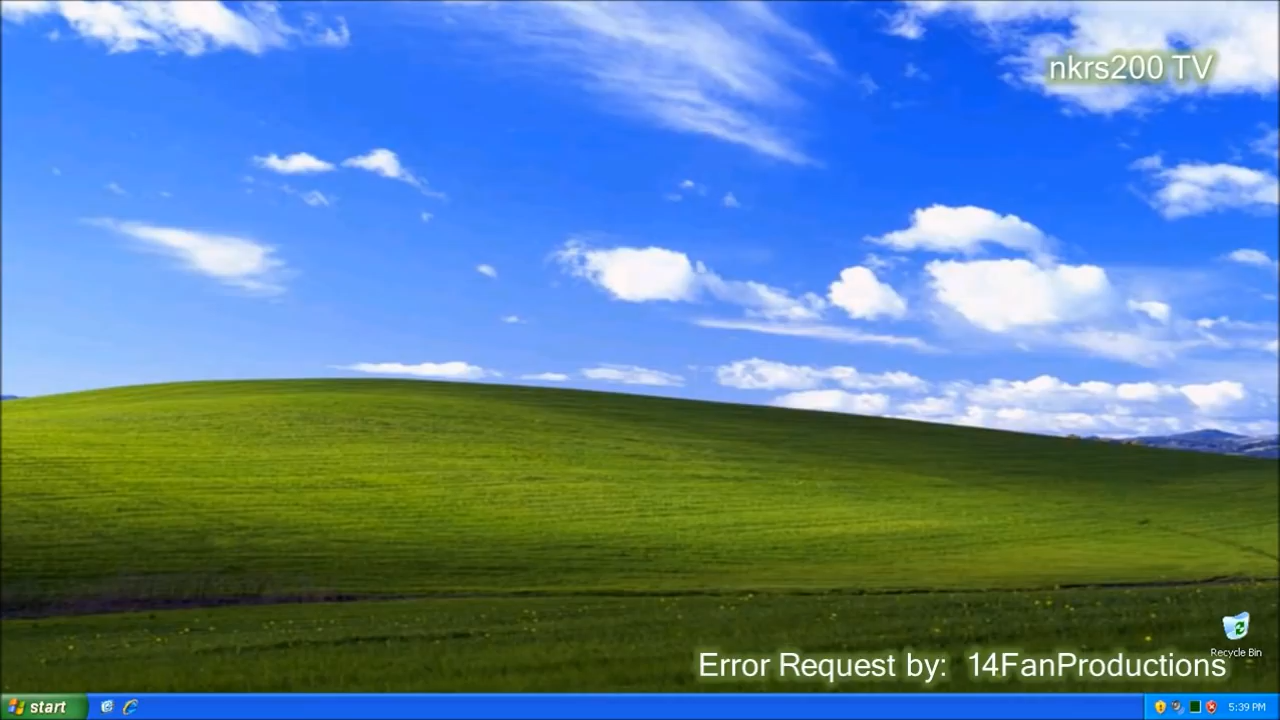 nkrs200 TV
Recycle Bin
Error Request by:  14FanProductions
start
5:39 PM